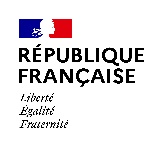 RÉPUBLIQUE
FRANÇAISE
Liberté
Égalité
Fraternité